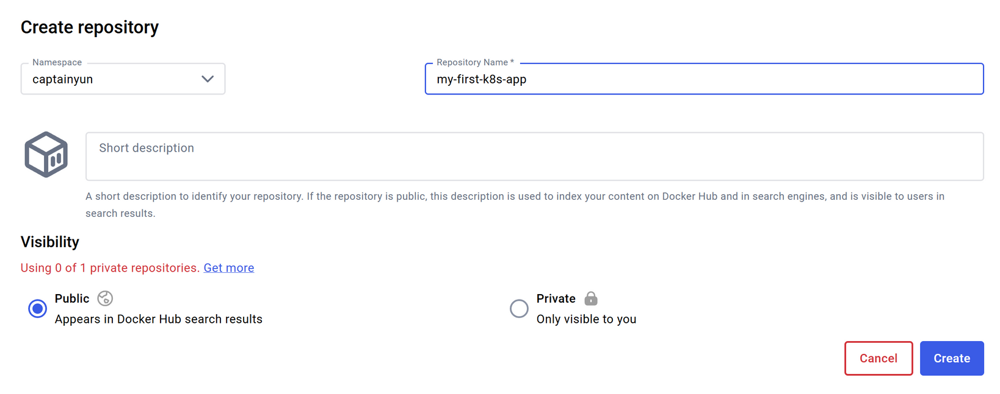 Create repository
Namespace
captainyun
Repository Name *
my-first-k8s-app
Short description
A short description to identify your repository. If the repository is public, this description is used to index your content on Docker Hub and in search engines, and is visible to users in
search results.
Visibility
Using 0 of 1 private repositories. Get more
Public
Appears in Docker Hub search results
Private
Only visible to you
Cancel
Create